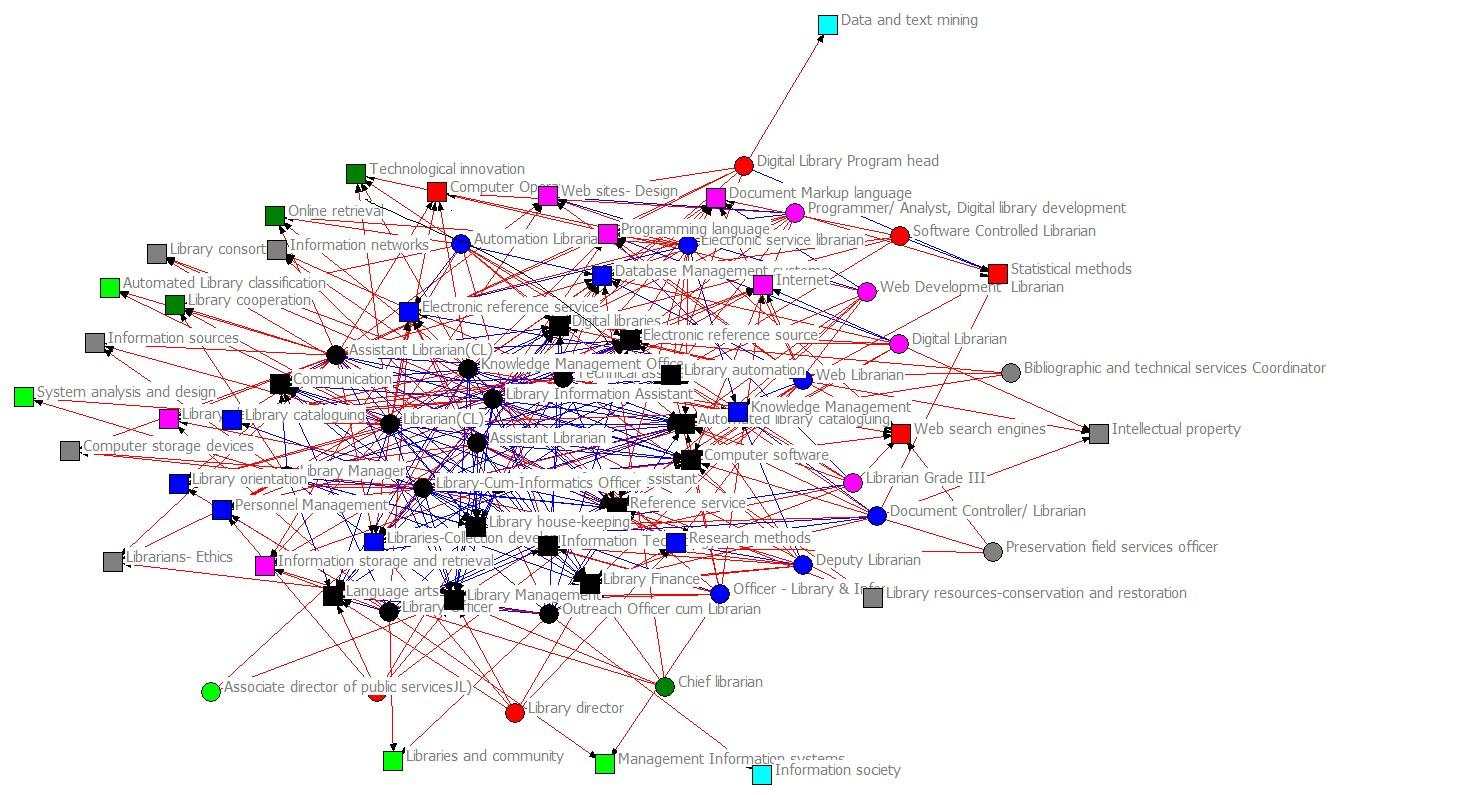 Data and text mining
Digital Library Program head
Technological innovation
Computer
Web sites- Design
Document Markup language
Programmer/ Analyst, Digital library development
Online retrieval
Programming language
Software Controlled Librarian
Automation
Electronic service librarian
Library
Information networks
Statistical methods
Database Management systems
Internet
Automated Library classification
Web Development Librarian
Library cooperation
Electronic reference service
Digital libraries
Electronic reference source
Information sources
Digital Librarian
Assistant Librarian(CL)
Knowledge Management
Technical
Library automation
Web Librarian
Bibliographic and technical services Coordinator
Communication
System analysis and design
Library Information Assistant
Knowledge Management
Library
Library cataloguing
Librarian(CL)
Automated library cataloguing
Web search engines
Intellectual property
Assistant Librarian
Computer storage devices
Computer software
Library Manager
Library orientation
Library-Cum-Informatics Officer
Librarian Grade III
Personnel Management
Reference service
Document Controller/ Librarian
Library house-keeping
Libraries-Collection
Information
Research methods
Preservation field services officer
Librarians- Ethics
Information storage and retrieval
Deputy Librarian
Language arts
Library Management
Library Finance
Officer - Library &
Library resources-conservation and restoration
Library Officer
Outreach Officer cum Librarian
Associate director of public services
Chief librarian
Library director
Libraries and community
Management Information systems
Information society